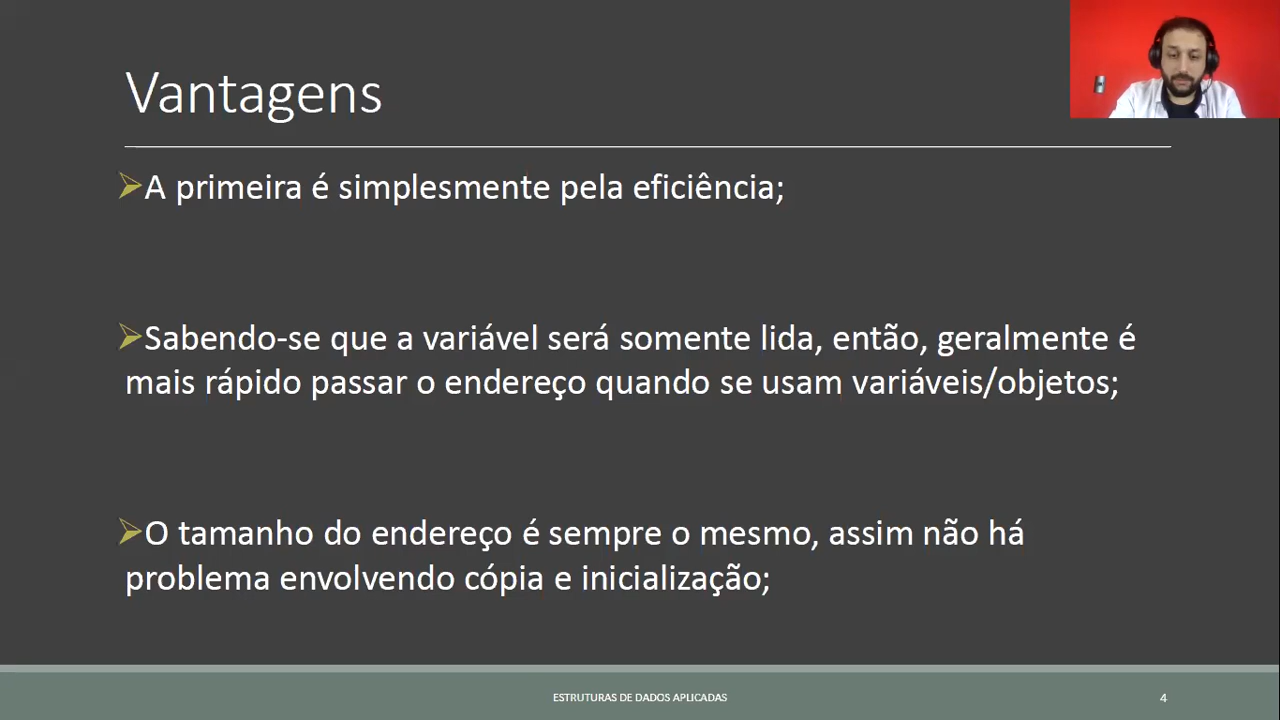 Vantagens
A primeira é simplesmente pela eficiência;
Sabendo-se que a variável será somente lida, então, geralmente é
mais rápido passar o endereço quando se usam variáveis/objetos;
O tamanho do endereço é sempre o mesmo, assim não há
problema envolvendo cópia e inicialização;
ESTRUTURAS DE DADOS APLICADAS
4